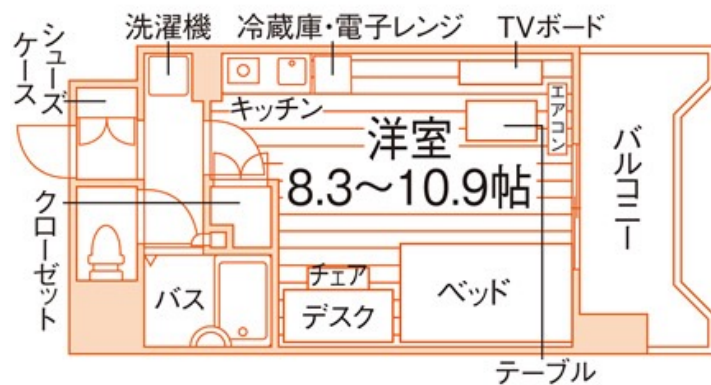 洗濯機
冷蔵庫・電子レンジ
TVボード
シューズ
ケース
キッチン
エアコン
洋室
8.3〜10.9帖
バルコニー
クローゼット
バス
チェア
デスク
ベッド
テーブル